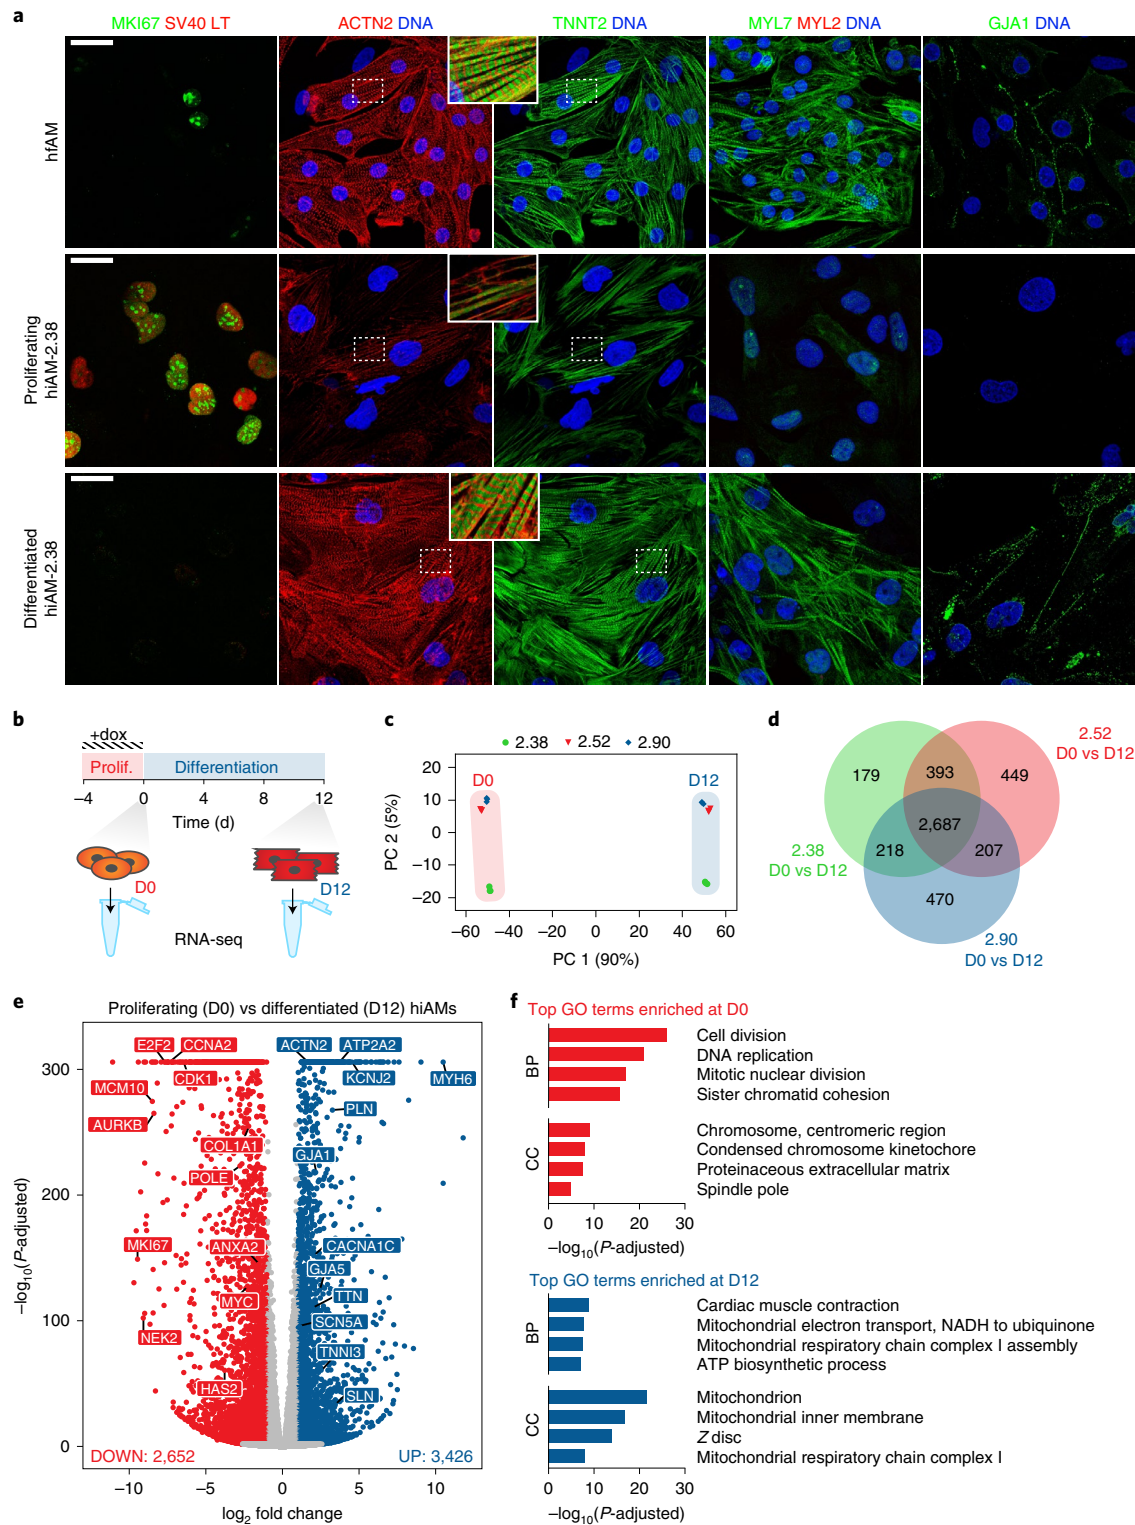 a
MKI67 SV40 LT
ACTN2 DNA
TNNT2 DNA
MYL7 MYL2 DNA
GJA1 DNA
hfAM
Proliferating
hiAM-2.38
Differentiated
hiAM-2.38
b
+dox
Prolif.
Differentiation
−4
0
4
8
12
Time (d)
D0
D12
RNA-seq
c
2.38
2.52
2.90
D0
D12
20
10
0
−10
−20
PC 2 (5%)
−60
−40
−20
0
20
40
60
PC 1 (90%)
d
2.52
D0 vs D12
179
393
449
2,687
218
207
470
2.38
D0 vs D12
2.90
D0 vs D12
e
Proliferating (D0) vs differentiated (D12) hiAMs
E2F2
CCNA2
ACTN2
ATP2A2
CDK1
KCNJ2
MYH6
MCM10
PLN
AURKB
COL1A1
GJA1
POLE
MKI67
ANXA2
CACNA1C
GJA5
MYC
TTN
SCN5A
NEK2
TNNI3
HAS2
SLN
DOWN: 2,652
UP: 3,426
300
200
100
0
−log10(P-adjusted)
−10
−5
0
5
10
log2 fold change
f
Top GO terms enriched at D0
BP
Cell division
DNA replication
Mitotic nuclear division
Sister chromatid cohesion
CC
Chromosome, centromeric region
Condensed chromosome kinetochore
Proteinaceous extracellular matrix
Spindle pole
0
10
20
30
−log10(P-adjusted)
Top GO terms enriched at D12
BP
Cardiac muscle contraction
Mitochondrial electron transport, NADH to ubiquinone
Mitochondrial respiratory chain complex I assembly
ATP biosynthetic process
CC
Mitochondrion
Mitochondrial inner membrane
Z disc
Mitochondrial respiratory chain complex I
0
10
20
30
−log10(P-adjusted)